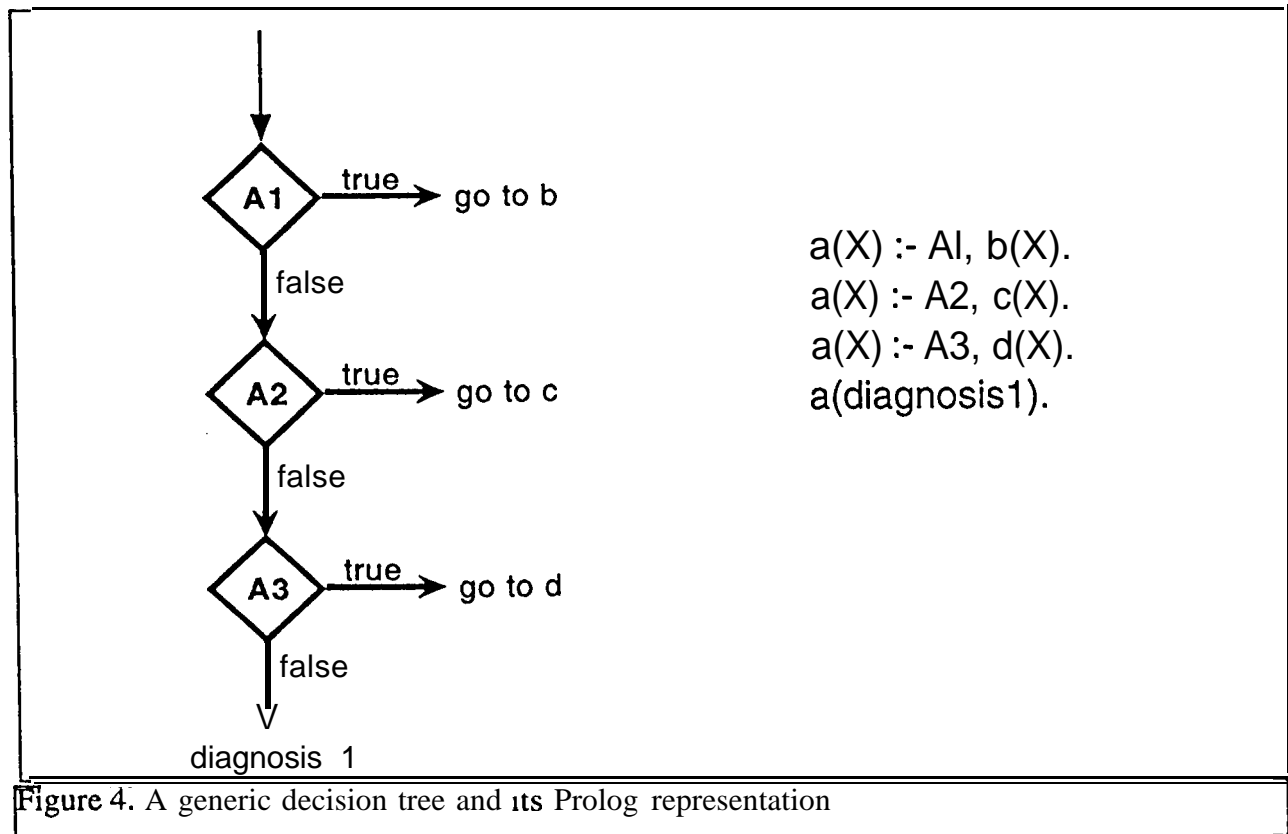 A1
true
go to b
false
A2
true
go to c
false
A3
true
go to d
false
diagnosis 1
a(X) :- AI, b(X).
a(X) :- A2, c(X).
a(X) :- A3, d(X).
a(diagnosis1).
Figure 4. A generic decision tree and its Prolog representation